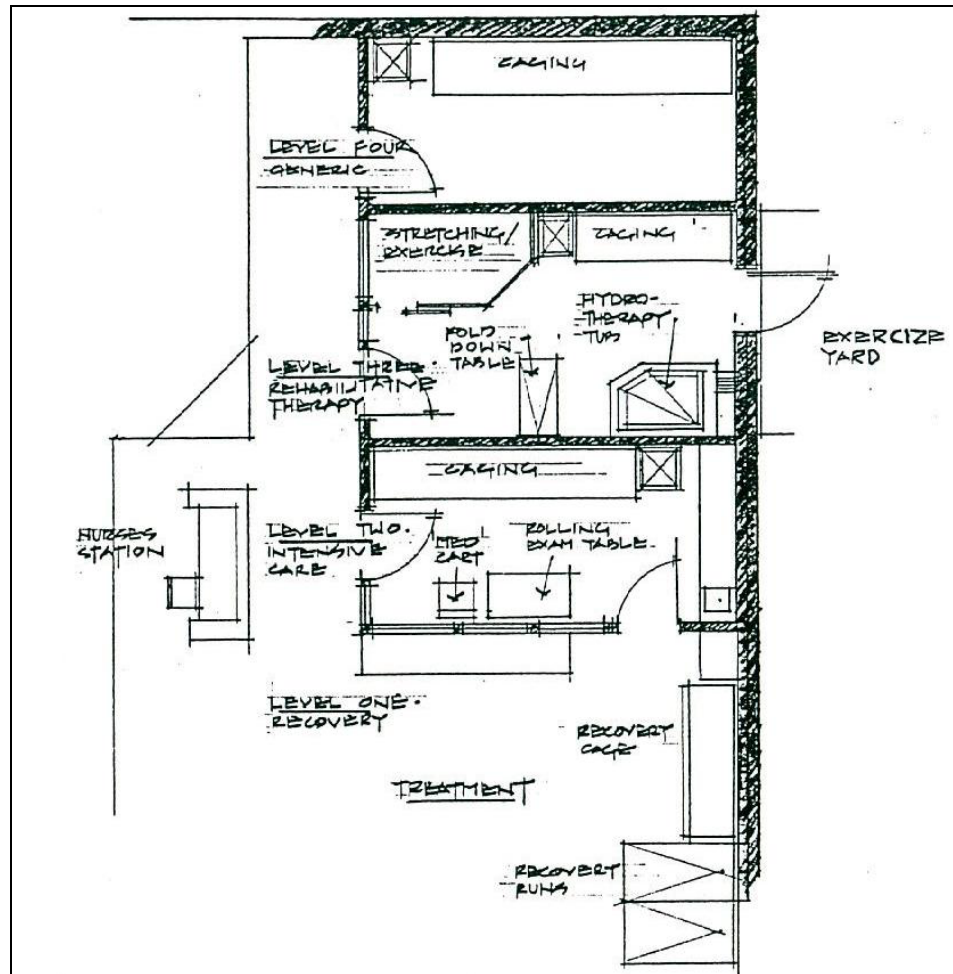 CAGING
LEVEL FOUR
GENERIC
STRETCHING/
EXERCISE
CAGING
HYDRO-
THERAPY
TUB
EXERCIZE
YARD
FOLD
DOWN
TABLE
LEVEL THREE-
REHABILITATIVE
THERAPY
CAGING
NURSES
STATION
LEVEL TWO-
INTENSIVE
CARE
MED
CART
ROLLING
EXAM TABLE
LEVEL ONE-
RECOVERY
RECOVERY
CAGE
TREATMENT
RECOVERY
RUNS